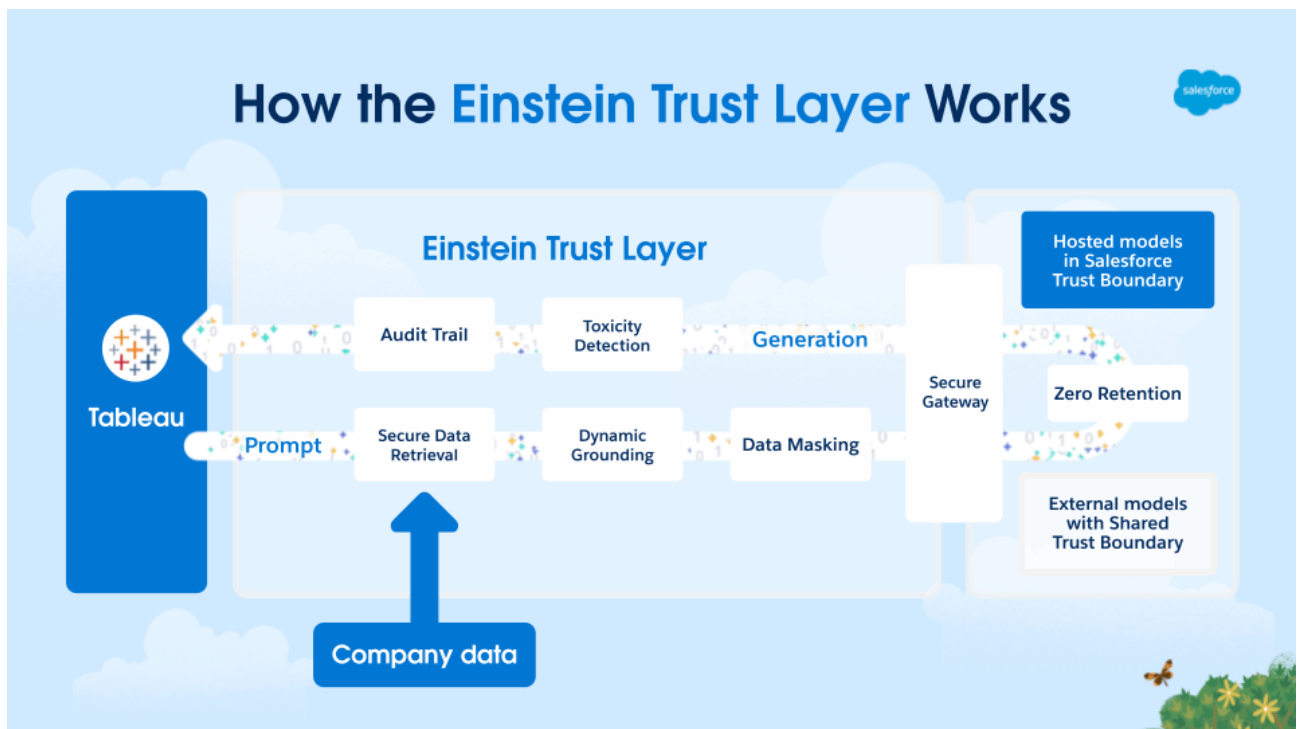 How the Einstein Trust Layer Works
salesforce
Einstein Trust Layer
Tableau
Audit Trail
Toxicity
Detection
Generation
Prompt
Secure Data
Retrieval
Dynamic
Grounding
Data Masking
Secure
Gateway
Hosted models
in Salesforce
Trust Boundary
Zero Retention
External models
with Shared
Trust Boundary
Company data